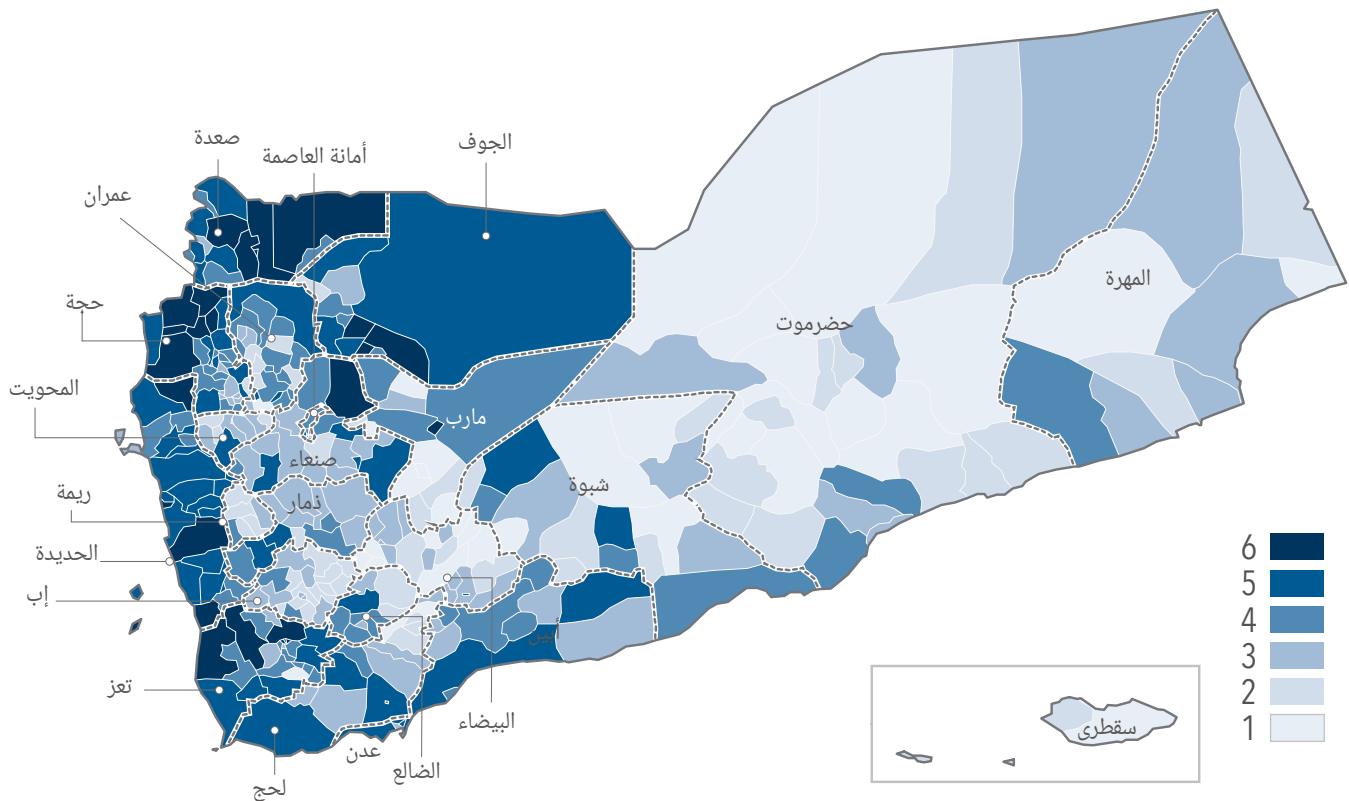 صعدة
أمانة العاصمة
الجوف
عمران
حجة
المحويت
ريمة
الحديدة
إب
تعز
لحج
عدن
الضالع
البيضاء
صنعاء
ذمار
مارب
شبوة
أبين
حضرموت
المهرة
سقطرى
6
5
4
3
2
1